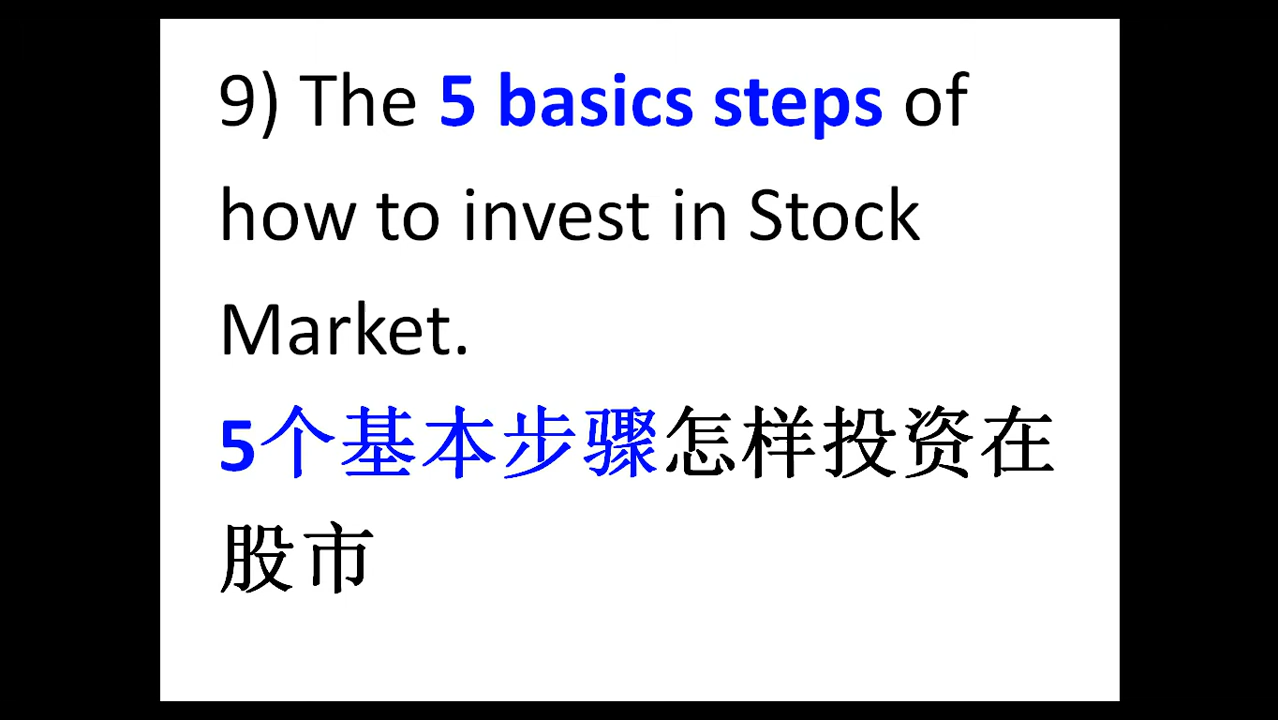 9) The 5 basics steps of
how to invest in Stock
Market.
5个基本步骤怎样投资在
股市